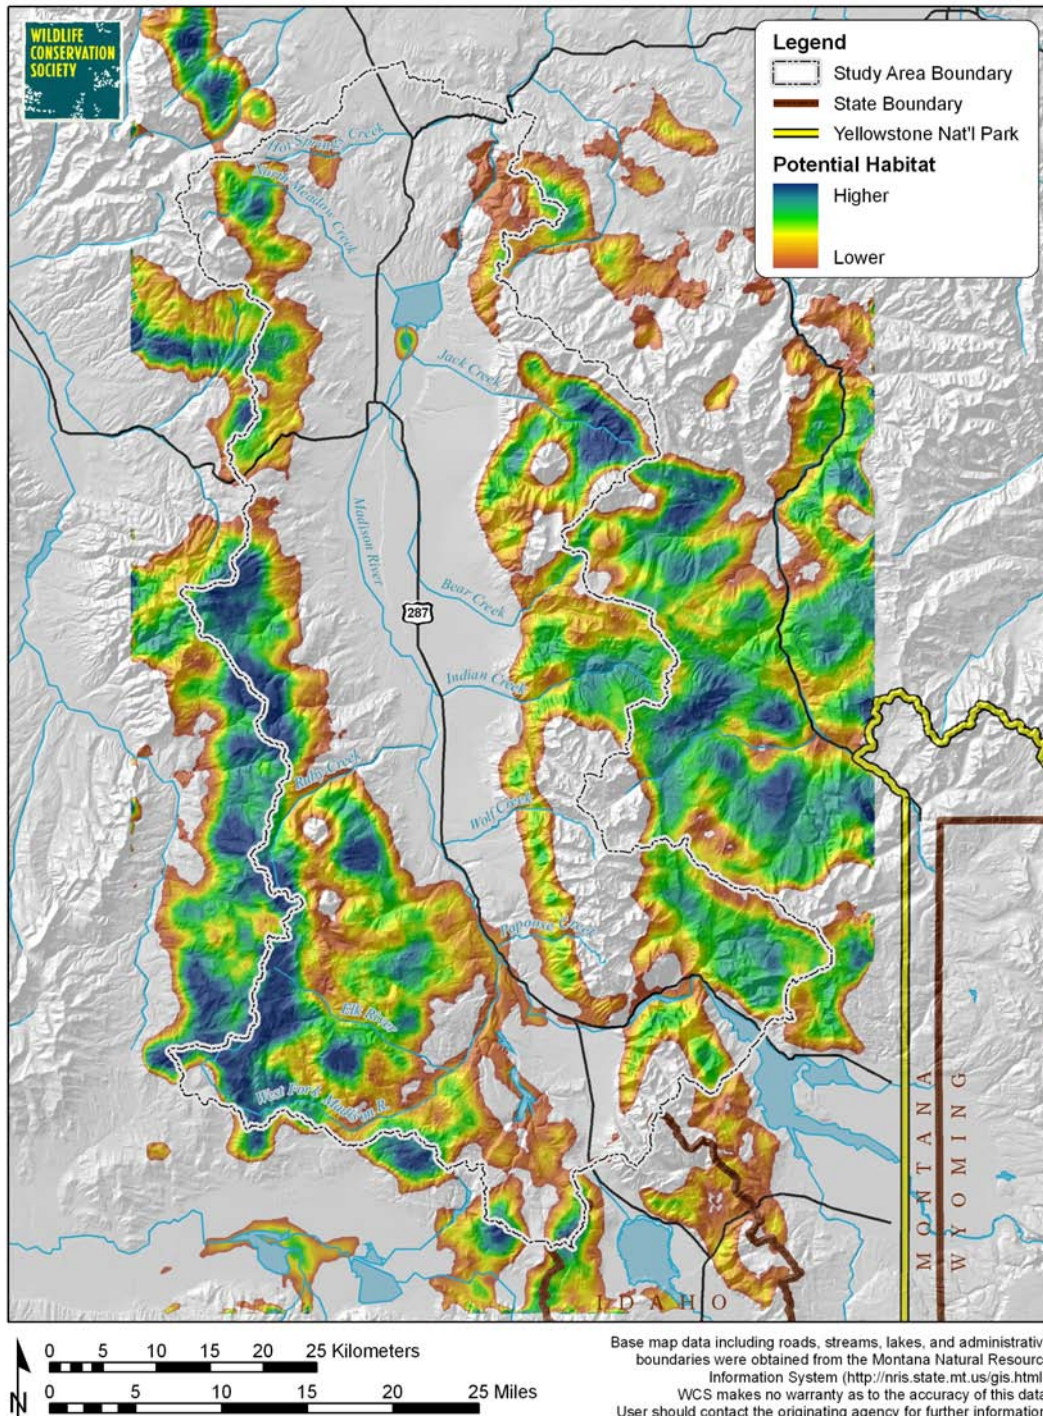 WILDLIFE
CONSERVATION
SOCIETY
Legend
Study Area Boundary
State Boundary
Yellowstone Nat'l Park
Potential Habitat
Higher
Lower
Hot Springs Creek
North Meadow Creek
Jack Creek
Madison River
Bear Creek
287
Indian Creek
Ruby Creek
Wolf Creek
Papoose Creek
Elk River
West Fork Madison R.
MONTANA
WYOMING
IDAHO
N
0 5 10 15 20 25 Kilometers
0 5 10 15 20 25 Miles
Base map data including roads, streams, lakes, and administrativ
boundaries were obtained from the Montana Natural Resourc
Information System (http://nris.state.mt.us/gis.html
WCS makes no warranty as to the accuracy of this data
User should contact the originating agency for further information